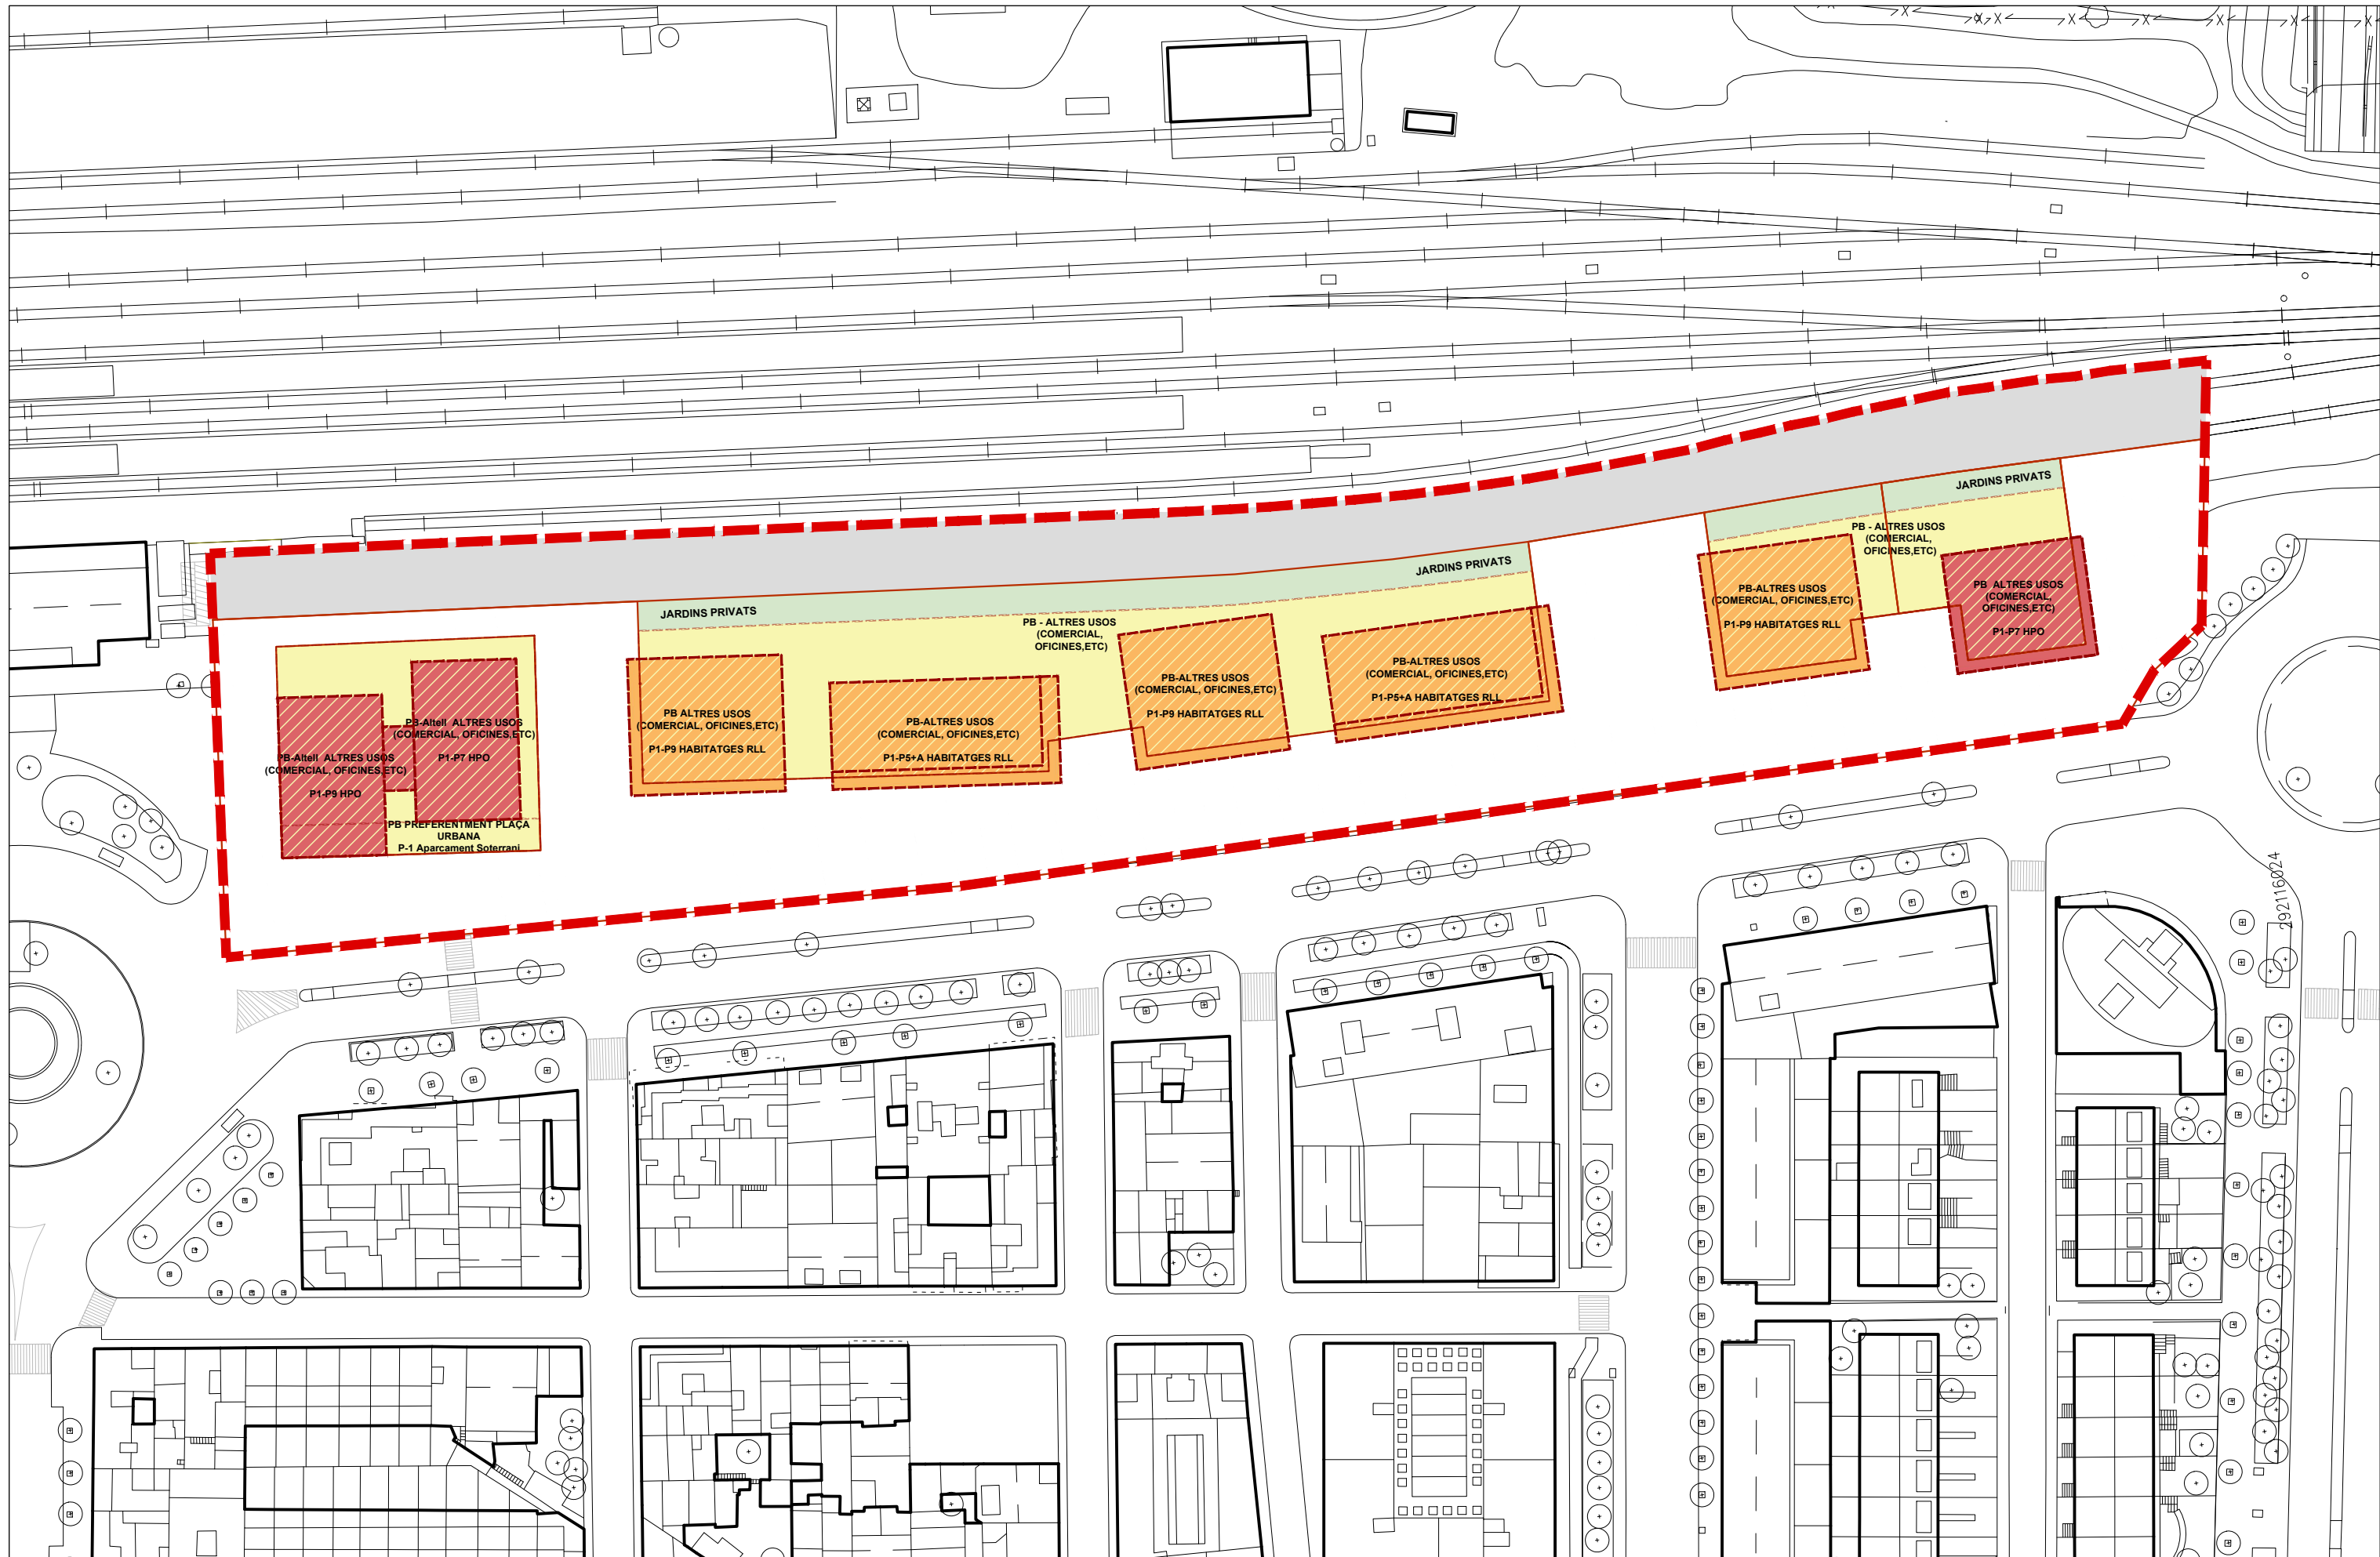 JARDINS PRIVATS
PB - ALTRES USOS
(COMERCIAL,
OFICINES,ETC)
PB-ALTRES USOS
(COMERCIAL, OFICINES,ETC)
P1-P9 HABITATGES RLL
PB ALTRES USOS
(COMERCIAL,
OFICINES,ETC)
P1-P7 HPO
JARDINS PRIVATS
JARDINS PRIVATS
PB - ALTRES USOS
(COMERCIAL,
OFICINES,ETC)
PB-ALTRES USOS
(COMERCIAL, OFICINES,ETC)
P1-P5+A HABITATGES RLL
PB-ALTRES USOS
(COMERCIAL, OFICINES,ETC)
P1-P9 HABITATGES RLL
PB ALTRES USOS
(COMERCIAL, OFICINES,ETC)
P1-P9 HABITATGES RLL
PB-ALTRES USOS
(COMERCIAL, OFICINES,ETC)
P1-P5+A HABITATGES RLL
PB-Altell ALTRES USOS
(COMERCIAL, OFICINES,ETC)
P1-P7 HPO
PB-Altell ALTRES USOS
(COMERCIAL, OFICINES,ETC)
P1-P9 HPO
PB PREFERENTMENT PLAÇA
URBANA
P-1 Aparcament Soterrani
29216024